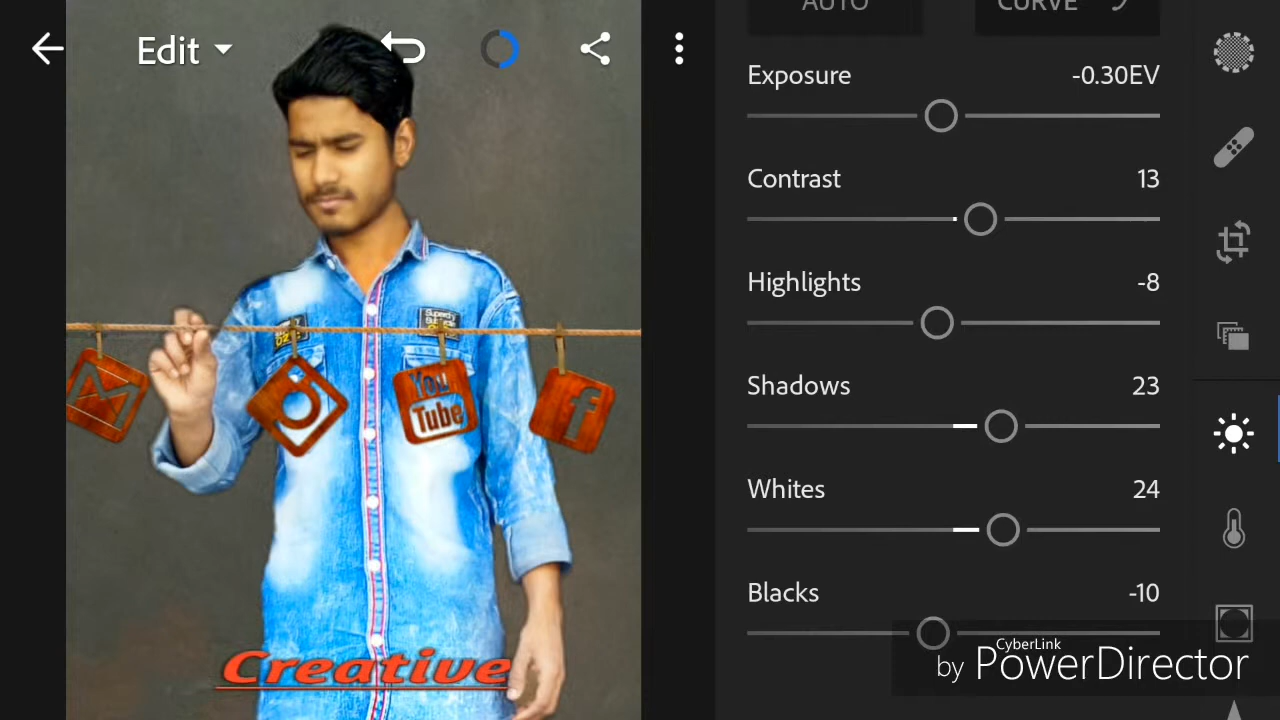 Edit
AUTO
CURVE
Exposure -0.30EV
Contrast 13
Highlights -8
Shadows 23
Whites 24
Blacks -10
You
Tube
f
Creative
CyberLink
by PowerDirector